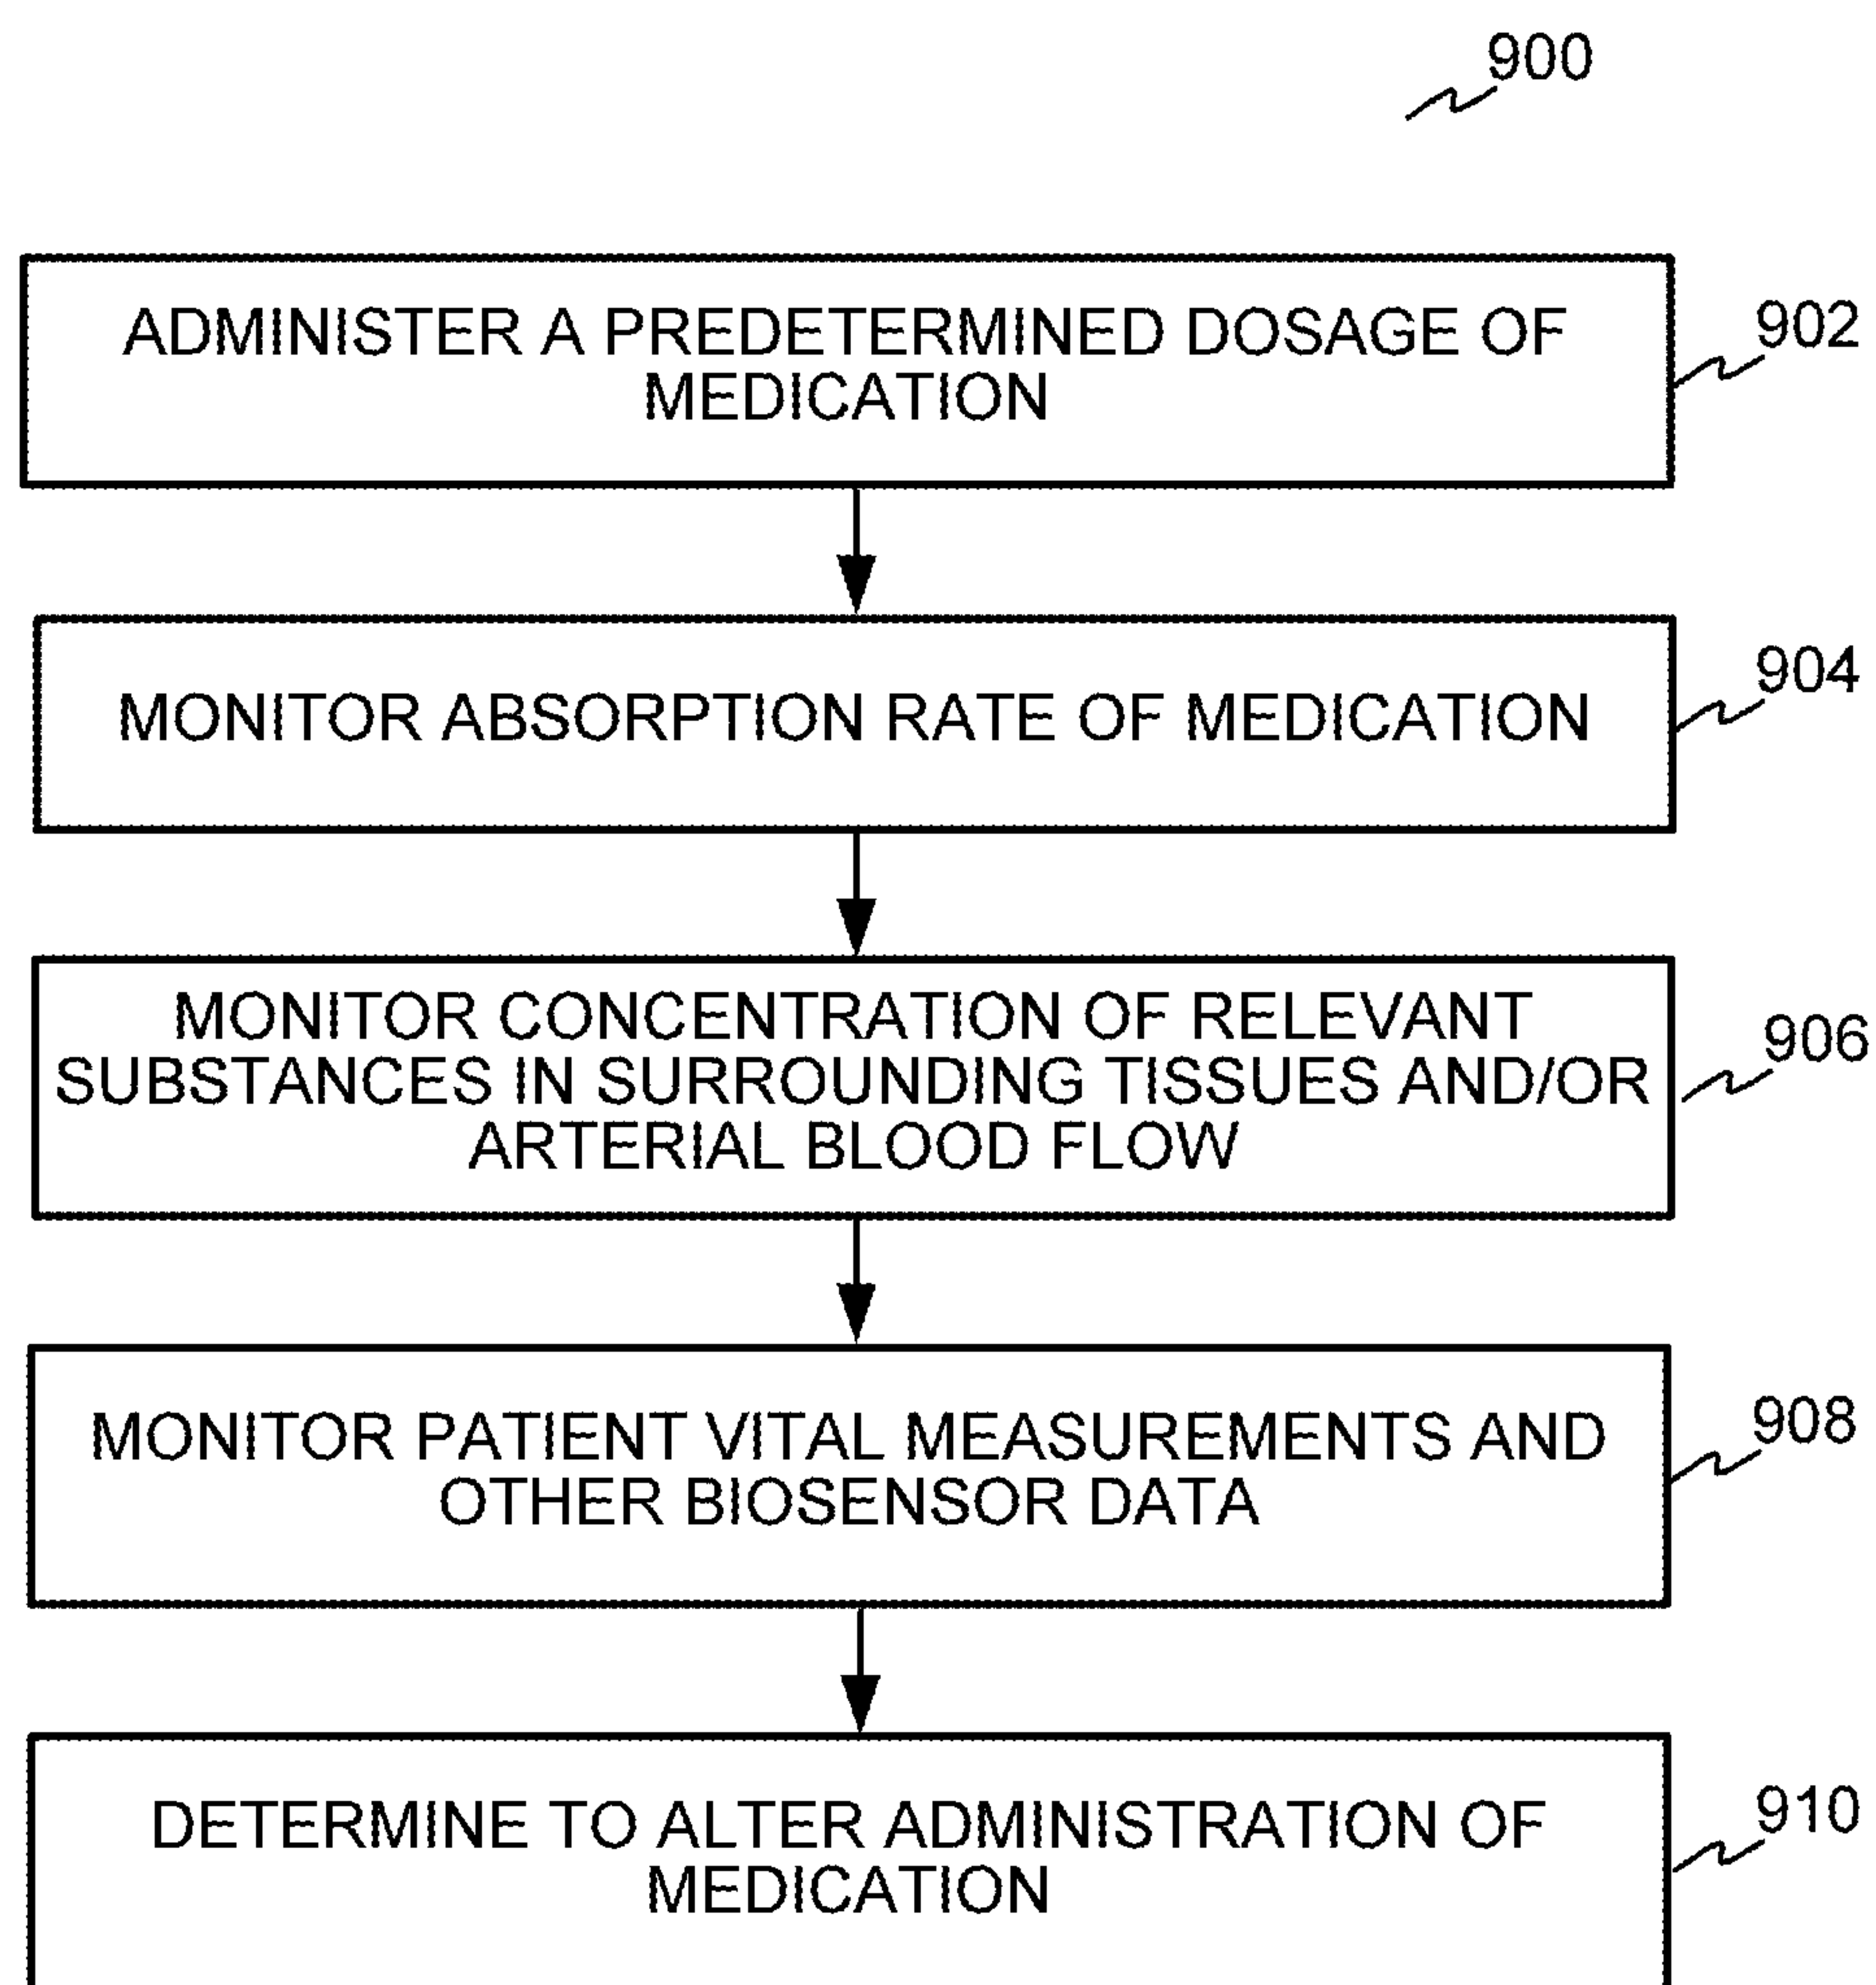 900
ADMINISTER A PREDETERMINED DOSAGE OF
MEDICATION
902
MONITOR ABSORPTION RATE OF MEDICATION
904
MONITOR CONCENTRATION OF RELEVANT
SUBSTANCES IN SURROUNDING TISSUES AND/OR
ARTERIAL BLOOD FLOW
906
MONITOR PATIENT VITAL MEASUREMENTS AND
OTHER BIOSENSOR DATA
908
DETERMINE TO ALTER ADMINISTRATION OF
MEDICATION
910